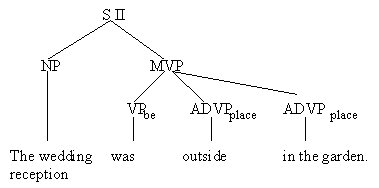 S II
NP MVP
VP be ADVP place ADVP place
The wedding was outside in the garden.
reception